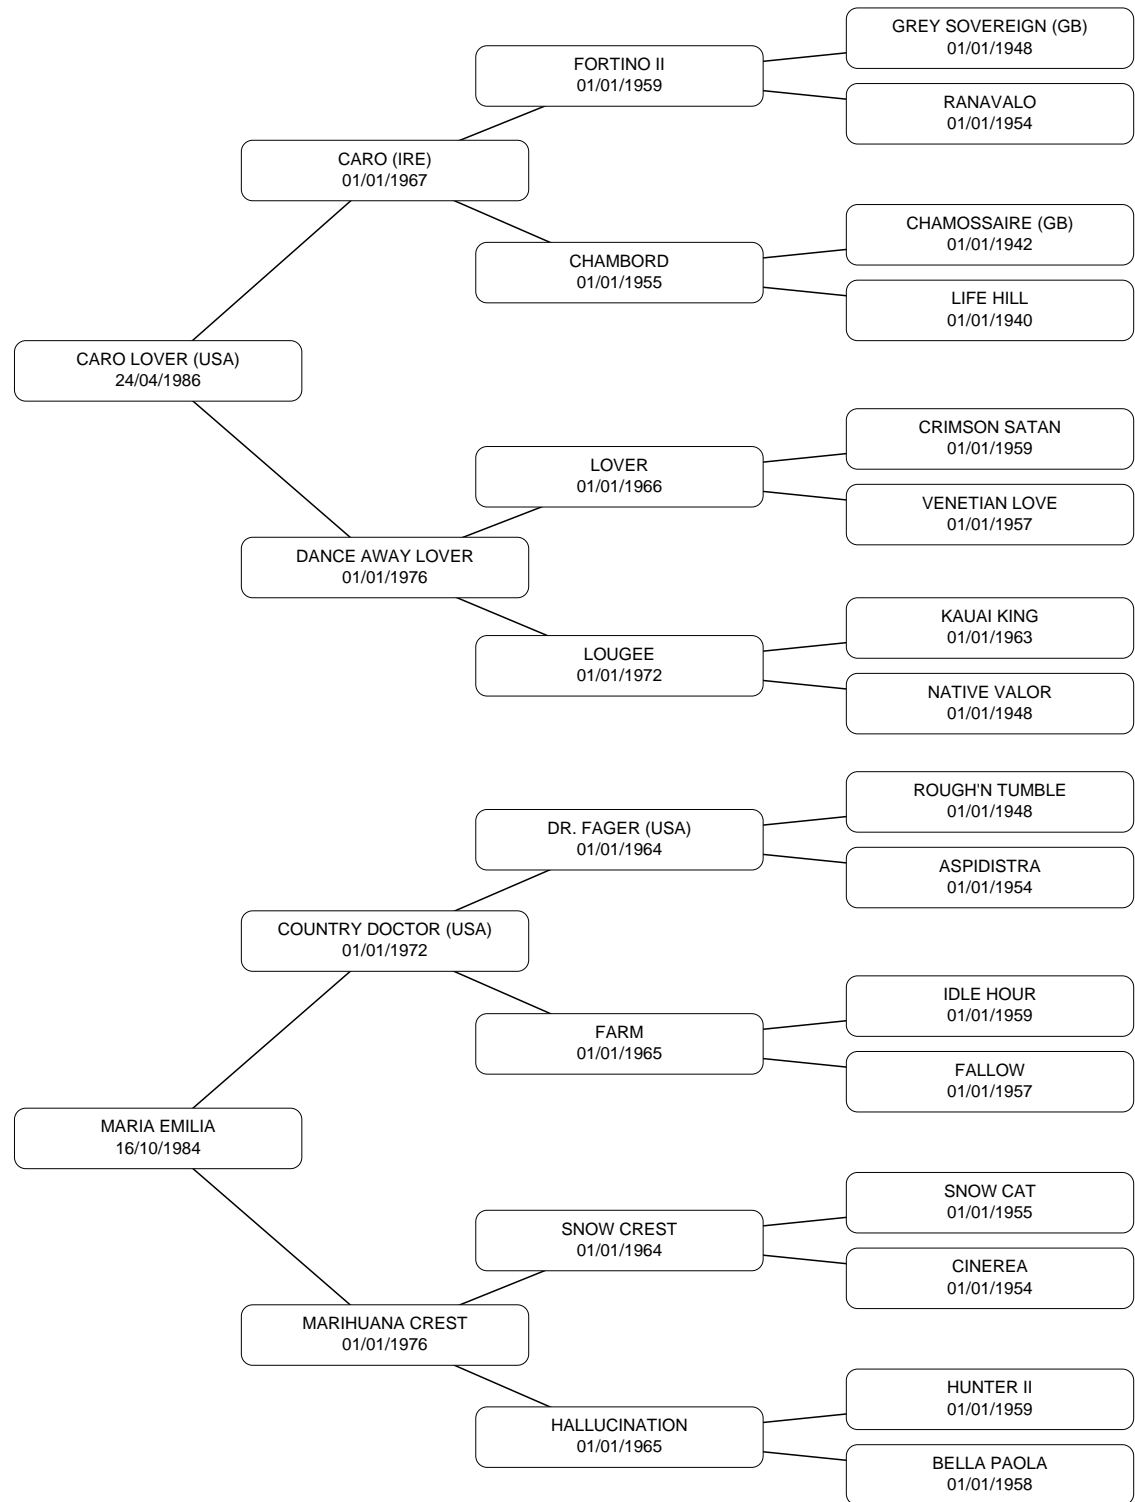 GREY SOVEREIGN (GB)
01/01/1948
FORTINO II
01/01/1959
RANAVALO
01/01/1954
CARO (IRE)
01/01/1967
CHAMOSSAIRE (GB)
01/01/1942
CHAMBORD
01/01/1955
LIFE HILL
01/01/1940
CARO LOVER (USA)
24/04/1986
CRIMSON SATAN
01/01/1959
LOVER
01/01/1966
VENETIAN LOVE
01/01/1957
DANCE AWAY LOVER
01/01/1976
KAUAI KING
01/01/1963
LOUGEE
01/01/1972
NATIVE VALOR
01/01/1948
ROUGH'N TUMBLE
01/01/1948
DR. FAGER (USA)
01/01/1964
ASPIDISTRA
01/01/1954
COUNTRY DOCTOR (USA)
01/01/1972
IDLE HOUR
01/01/1959
FARM
01/01/1965
FALLOW
01/01/1957
MARIA EMILIA
16/10/1984
SNOW CAT
01/01/1955
SNOW CREST
01/01/1964
CINEREA
01/01/1954
MARIHUANA CREST
01/01/1976
HUNTER II
01/01/1959
HALLUCINATION
01/01/1965
BELLA PAOLA
01/01/1958